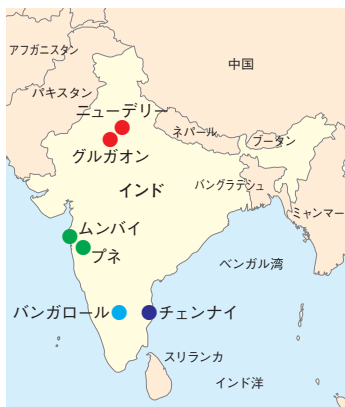 アフガニスタン
中国
パキスタン
ニューデリー
ネパール
ブータン
グルガオン
インド
バングラデシュ
ミャンマー
ムンバイ
プネ
ベンガル湾
バンガロール
チェンナイ
スリランカ
インド洋